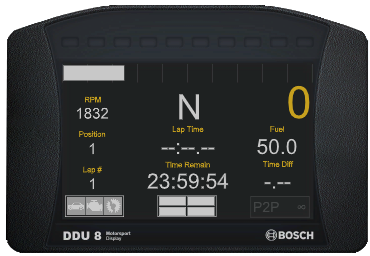 RPM
1832
N
0
Position
1
Lap Time
--:--.--
Fuel
50.0
Lap #
1
Time Remain
23:59:54
Time Diff
-.--
P2P ∞
DDU 8 Motorsport
Display
BOSCH